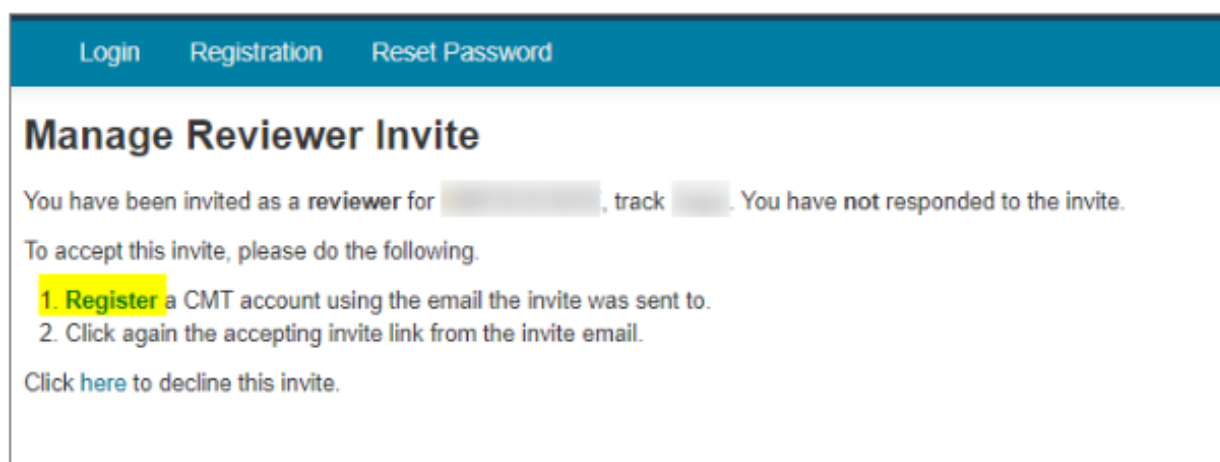 Login Registration Reset Password
Manage Reviewer Invite
You have been invited as a reviewer for , track . You have not responded to the invite.
To accept this invite, please do the following.
1. Register a CMT account using the email the invite was sent to.
2. Click again the accepting invite link from the invite email.
Click here to decline this invite.